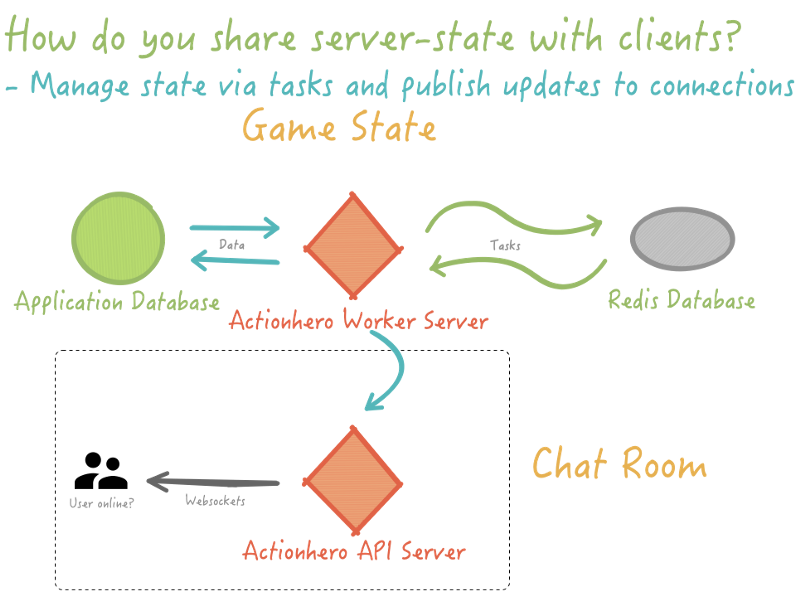 How do you share server-state with clients?
- Manage state via tasks and publish updates to connections
Game State
Data
Tasks
Application Database
Actionhero Worker Server
Redis Database
Chat Room
User online?
Websockets
Actionhero API Server